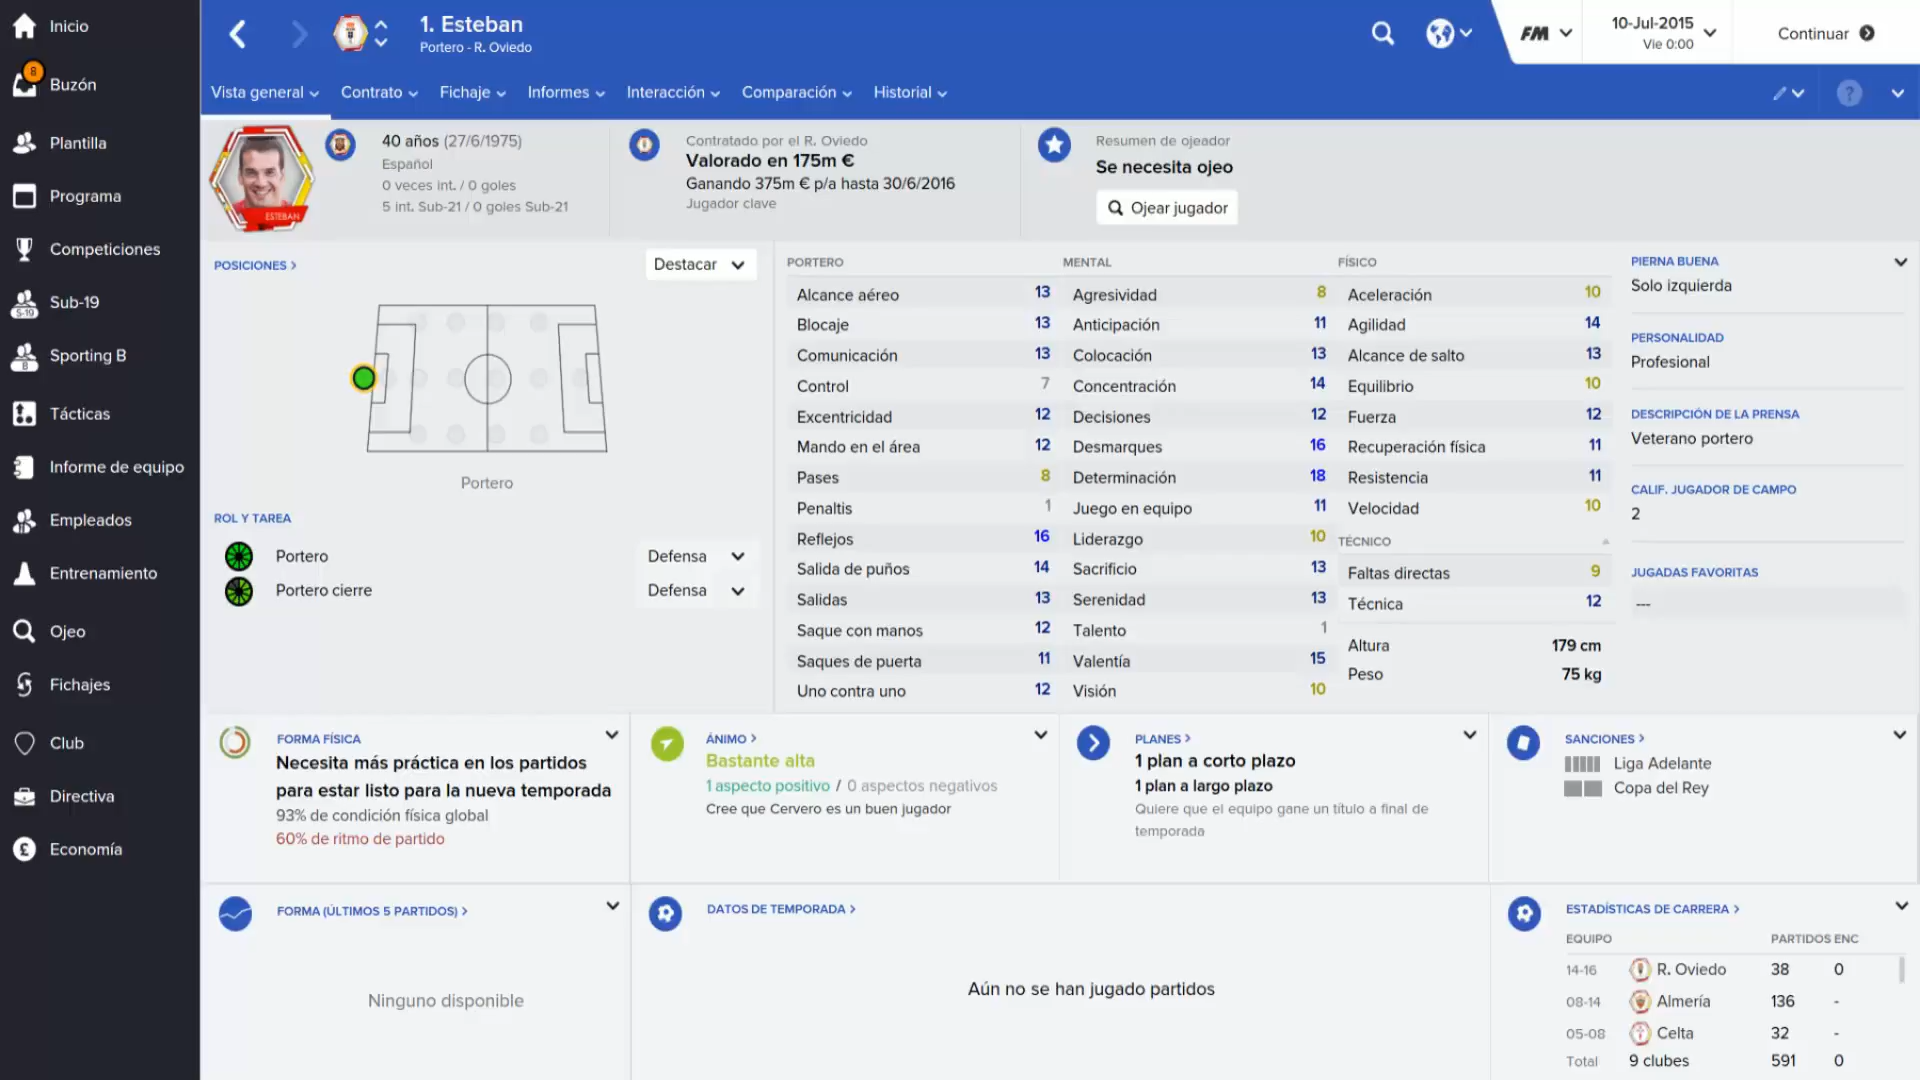 Inicio
8
Buzón
Plantilla
Programa
Competiciones
S-19
Sub-19
B
Sporting B
Tácticas
Informe de equipo
Empleados
Entrenamiento
Ojeo
Fichajes
Club
Directiva
£
Economía
1. Esteban
Portero - R. Oviedo
FM
10-Jul-2015
Vie 0:00
Continuar
Vista general
Contrato
Fichaje
Informes
Interacción
Comparación
Historial
?
ESTEBAN
40 años (27/6/1975)
Español
0 veces int. / 0 goles
5 int. Sub-21 / 0 goles Sub-21
Contratado por el R. Oviedo
Valorado en 175m €
Ganando 375m € p/a hasta 30/6/2016
Jugador clave
Resumen de ojeador
Se necesita ojeo
Ojear jugador
POSICIONES >
Destacar
Portero
ROL Y TAREA
Portero Defensa
Portero cierre Defensa
PORTERO
Alcance aéreo 13
Blocaje 13
Comunicación 13
Control 7
Excentricidad 12
Mando en el área 12
Pases 8
Penaltis 1
Reflejos 16
Salida de puños 14
Salidas 13
Saque con manos 12
Saques de puerta 11
Uno contra uno 12
MENTAL
Agresividad 8
Anticipación 11
Colocación 13
Concentración 14
Decisiones 12
Desmarques 16
Determinación 18
Juego en equipo 11
Liderazgo 10
Sacrificio 13
Serenidad 13
Talento 1
Valentía 15
Visión 10
FÍSICO
Aceleración 10
Agilidad 14
Alcance de salto 13
Equilibrio 10
Fuerza 12
Recuperación física 11
Resistencia 11
Velocidad 10
TÉCNICO
Faltas directas 9
Técnica 12
Altura 179 cm
Peso 75 kg
PIERNA BUENA
Solo izquierda
PERSONALIDAD
Profesional
DESCRIPCIÓN DE LA PRENSA
Veterano portero
CALIF. JUGADOR DE CAMPO
2
JUGADAS FAVORITAS
---
FORMA FÍSICA
Necesita más práctica en los partidos
para estar listo para la nueva temporada
93% de condición física global
60% de ritmo de partido
ÁNIMO >
Bastante alta
1 aspecto positivo / 0 aspectos negativos
Cree que Cervero es un buen jugador
PLANES >
1 plan a corto plazo
1 plan a largo plazo
Quiere que el equipo gane un título a final de
temporada
SANCIONES >
Liga Adelante
Copa del Rey
FORMA (ÚLTIMOS 5 PARTIDOS) >
Ninguno disponible
DATOS DE TEMPORADA >
Aún no se han jugado partidos
ESTADÍSTICAS DE CARRERA >
EQUIPO PARTIDOS ENC
14-16 R. Oviedo 38 0
08-14 Almería 136 -
05-08 Celta 32 -
Total 9 clubes 591 0